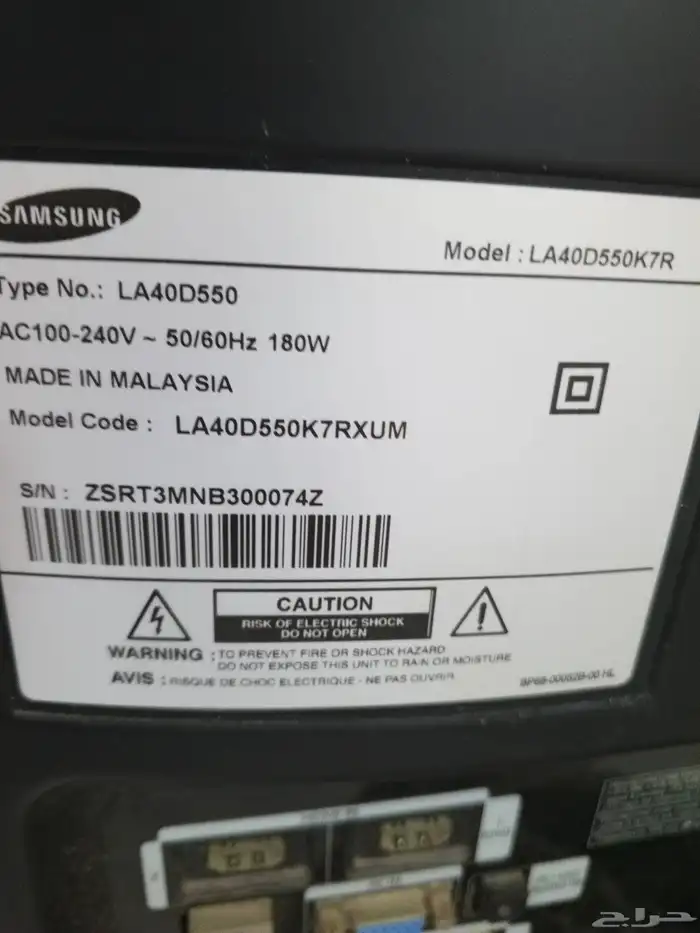 SAMSUNG
Model : LA40D550K7R
Type No.: LA40D550
AC100-240V ~ 50/60Hz 180W
MADE IN MALAYSIA
Model Code : LA40D550K7RXUM
S/N : ZSRT3MNB300074Z
CAUTION
RISK OF ELECTRIC SHOCK
DO NOT OPEN
WARNING : TO PREVENT FIRE OR SHOCK HAZARD
DO NOT EXPOSE THIS UNIT TO RAIN OR MOISTURE
AVIS : RISQUE DE CHOC ELECTRIQUE - NE PAS OUVRIR
حراج